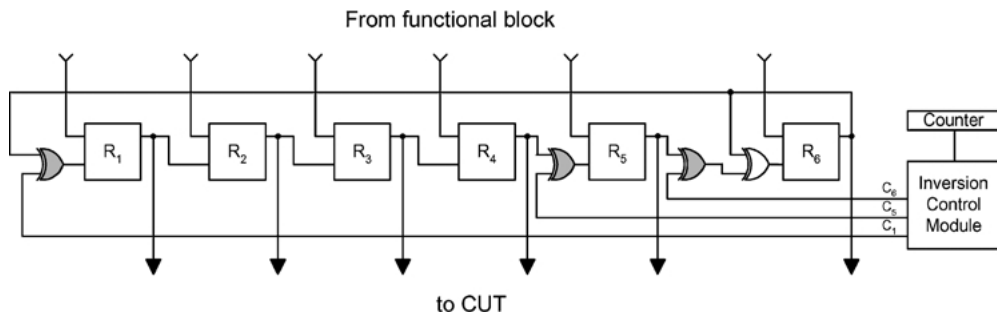 From functional block
Counter
R1
R2
R3
R4
R5
R6
C6
C5
C1
Inversion
Control
Module
to CUT